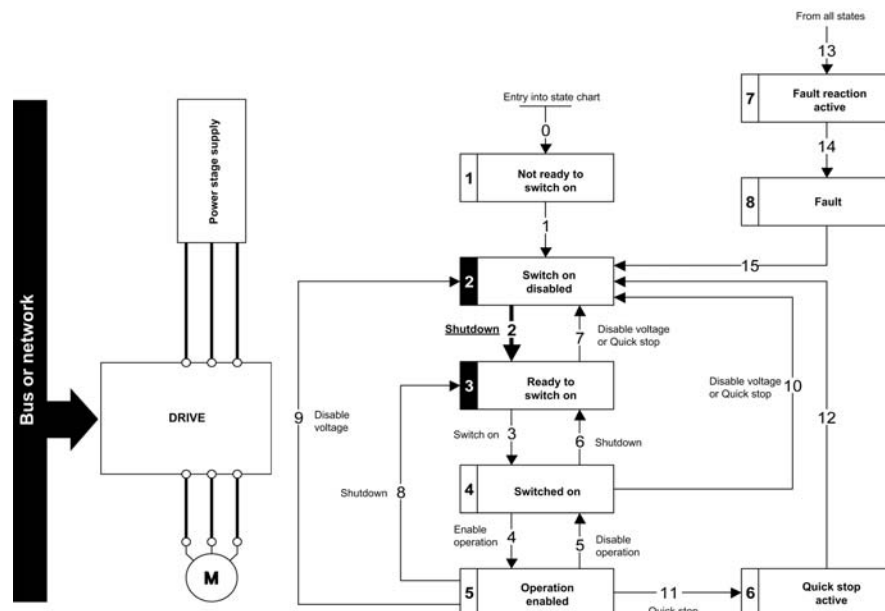 From all states
13
7
Fault reaction
active
14
8
Fault
15
Entry into state chart
0
1
Not ready to
switch on
1
2
Switch on
disabled
Shutdown 2
7
Disable voltage
or Quick stop
3
Ready to
switch on
Switch on 3
6 Shutdown
Disable voltage
or Quick stop
10
12
9 Disable
voltage
Shutdown 8
4
Switched on
Enable
operation
4
5
Disable
operation
5
Operation
enabled
11
Quick stop
6
Quick stop
active
Power stage supply
Bus or network
DRIVE
M